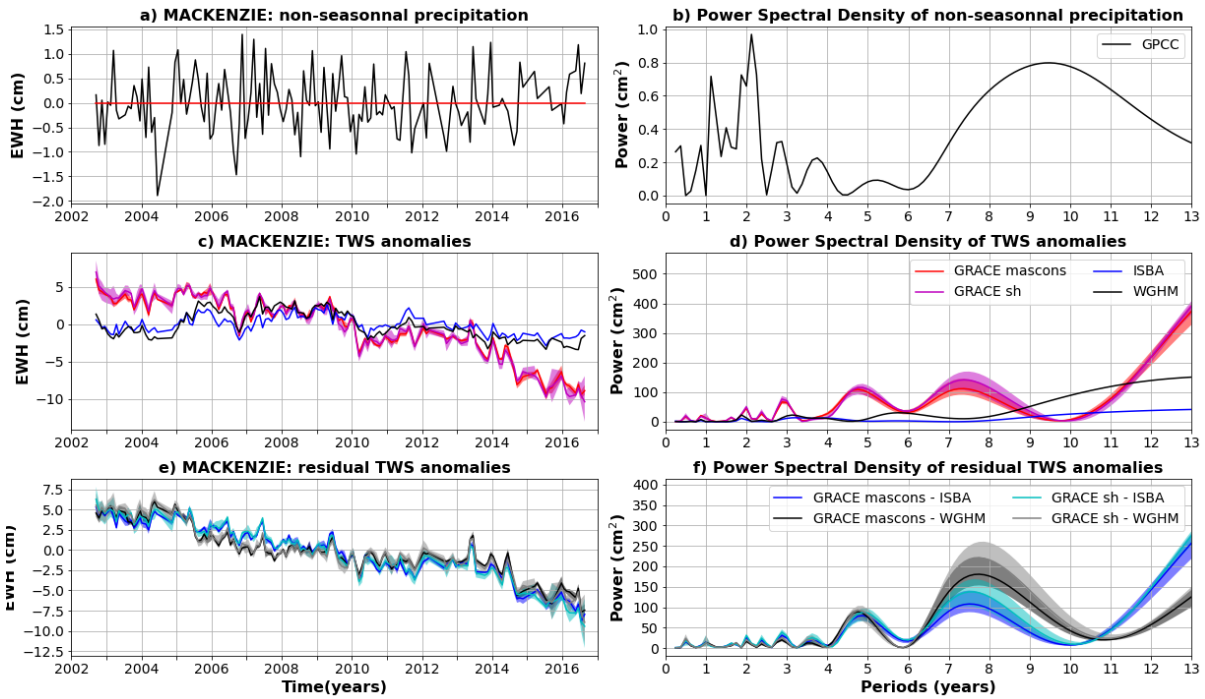 a) MACKENZIE: non-seasonnal precipitation
EWH (cm)
1.5
1.0
0.5
0.0
−0.5
−1.0
−1.5
−2.0
2002 2004 2006 2008 2010 2012 2014 2016
b) Power Spectral Density of non-seasonnal precipitation
Power (cm²)
1.0
0.8
0.6
0.4
0.2
0.0
GPCC
0 1 2 3 4 5 6 7 8 9 10 11 12 13
c) MACKENZIE: TWS anomalies
EWH (cm)
5
0
−5
−10
2002 2004 2006 2008 2010 2012 2014 2016
d) Power Spectral Density of TWS anomalies
Power (cm²)
500
400
300
200
100
0
GRACE mascons ISBA
GRACE sh WGHM
0 1 2 3 4 5 6 7 8 9 10 11 12 13
e) MACKENZIE: residual TWS anomalies
EWH (cm)
7.5
5.0
2.5
0.0
−2.5
−5.0
−7.5
−10.0
−12.5
2002 2004 2006 2008 2010 2012 2014 2016
Time(years)
f) Power Spectral Density of residual TWS anomalies
Power (cm²)
400
350
300
250
200
150
100
50
0
GRACE mascons - ISBA GRACE sh - ISBA
GRACE mascons - WGHM GRACE sh - WGHM
0 1 2 3 4 5 6 7 8 9 10 11 12 13
Periods (years)